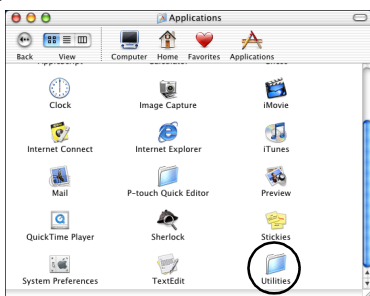 Applications
Back View Computer Home Favorites Applications
Clock Image Capture iMovie
Internet Connect Internet Explorer iTunes
Mail P-touch Quick Editor Preview
QuickTime Player Sherlock Stickies
System Preferences TextEdit Utilities